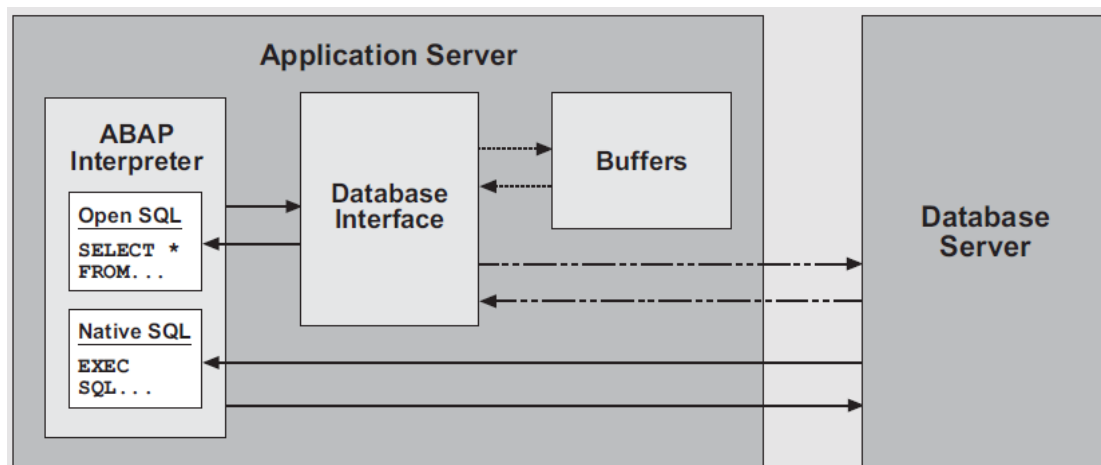 Application Server
ABAP
Interpreter
Open SQL
SELECT *
FROM...
Native SQL
EXEC
SQL...
Database
Interface
Buffers
Database
Server